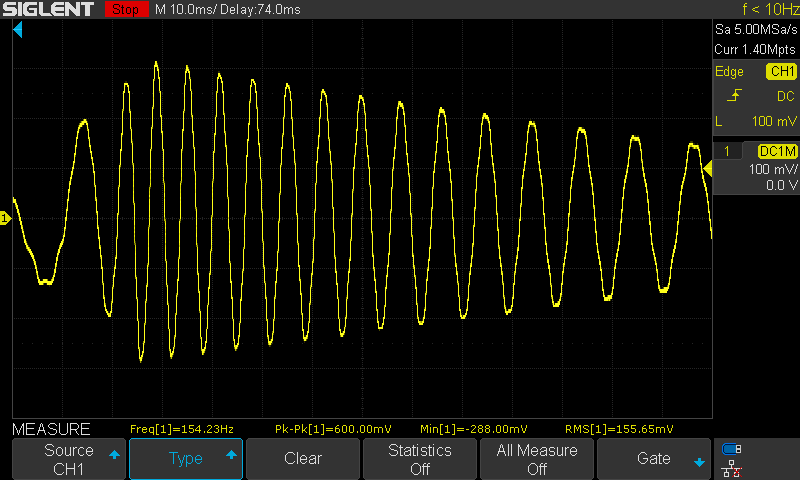 SIGLENT Stop M 10.0ms/ Delay:74.0ms f < 10Hz
Sa 5.00MSa/s
Curr 1.40Mpts
Edge CH1
DC
L 100 mV
1 DC1M
100 mV/
0.0 V
1
MEASURE Freq[1]=154.23Hz Pk-Pk[1]=600.00mV Min[1]=-288.00mV RMS[1]=155.65mV
Source
CH1
Type
Clear
Statistics
Off
All Measure
Off
Gate